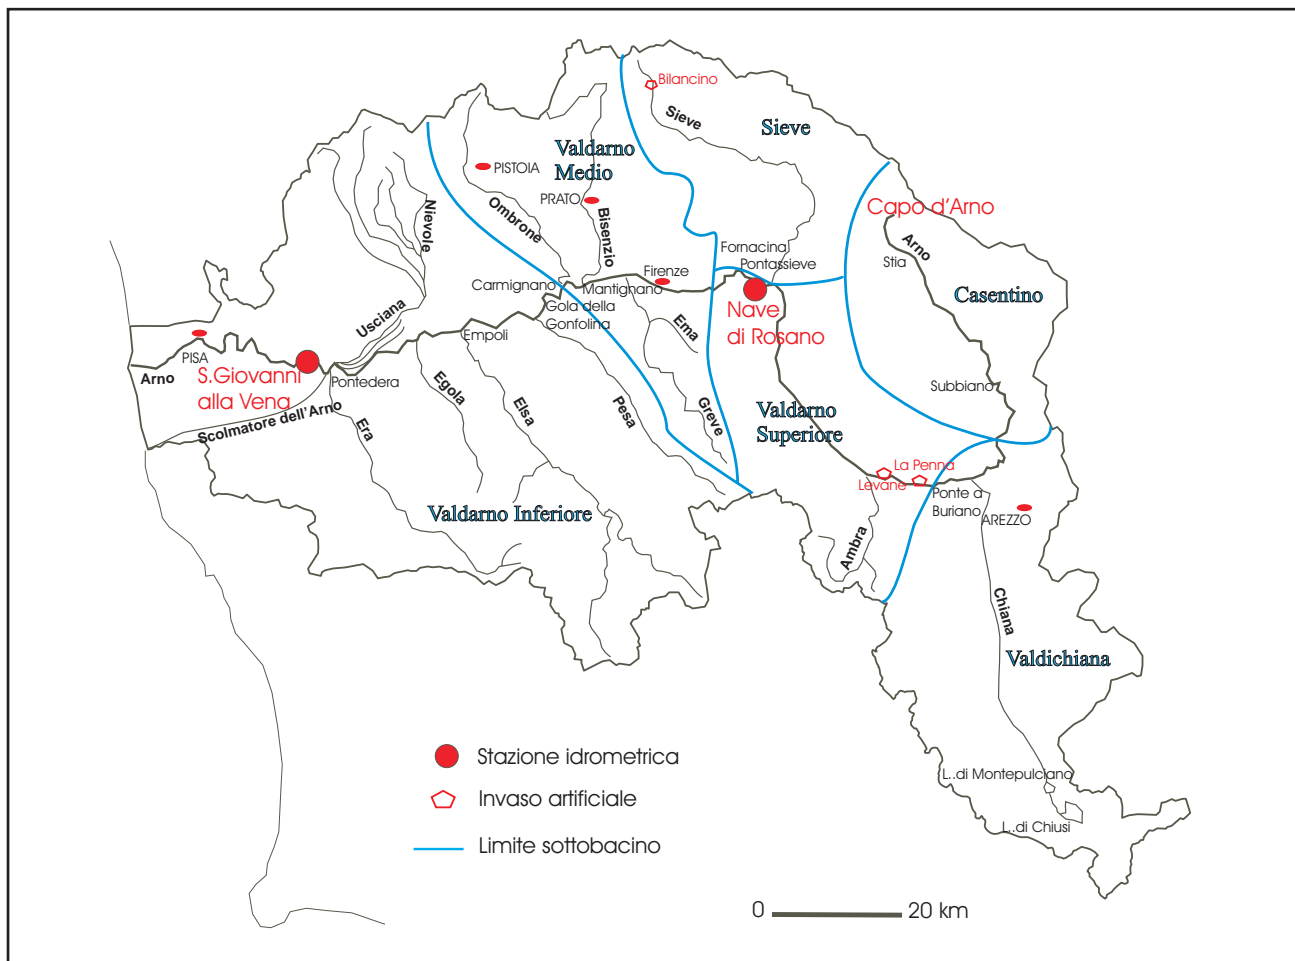 Bilancino
Sieve
Sieve
Valdarno
Medio
PISTOIA
PRATO
Ombrone
Bisenzio
Nievole
Capo d'Arno
Arno
Stia
Casentino
Fornacina
Pontassieve
Firenze
Carmignano
Mantignano
Gola della
Gonfolina
Nave
di Rosano
Ema
Usciana
Empoli
PISA
Arno
S.Giovanni
alla Vena
Pontedera
Scolmatore dell'Arno
Era
Egola
Elsa
Pesa
Greve
Subbiano
Valdarno
Superiore
La Penna
Levane
Ponte a
Buriano
AREZZO
Valdarno Inferiore
Ambra
Chiana
Valdichiana
L..di Montepulciano
L..di Chiusi
Stazione idrometrica
Invaso artificiale
Limite sottobacino
0 20 km